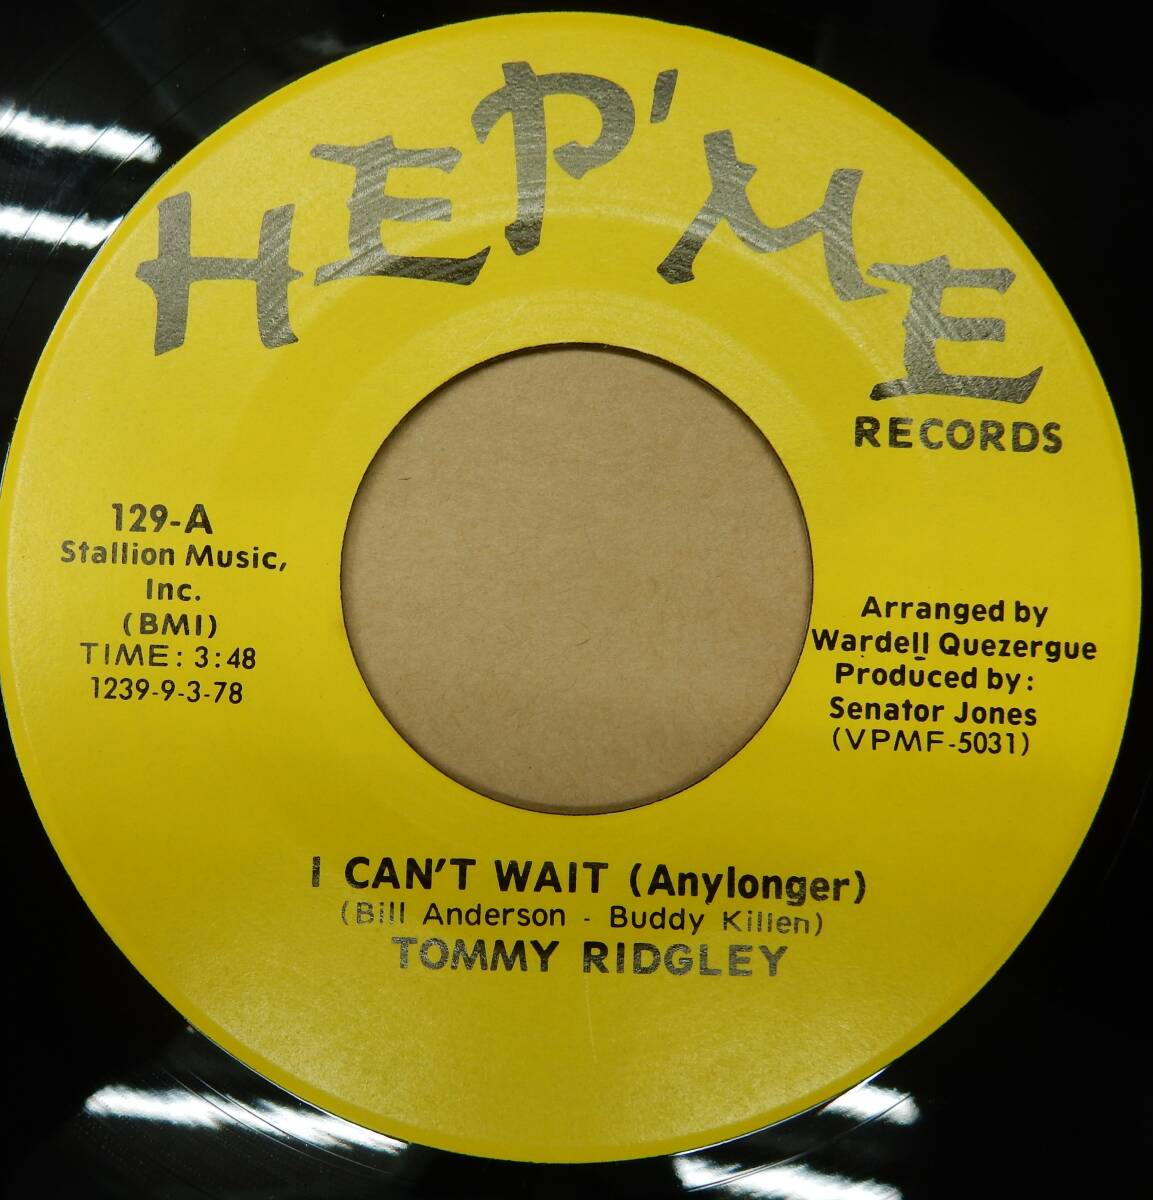 HEP'ME
RECORDS
129-A
Stallion Music,
Inc.
(BMI)
TIME: 3:48
1239-9-3-78
Arranged by
Wardell Quezergue
Produced by:
Senator Jones
(VPMF-5031)
I CAN'T WAIT (Anylonger)
(Bill Anderson - Buddy Killen)
TOMMY RIDGLEY